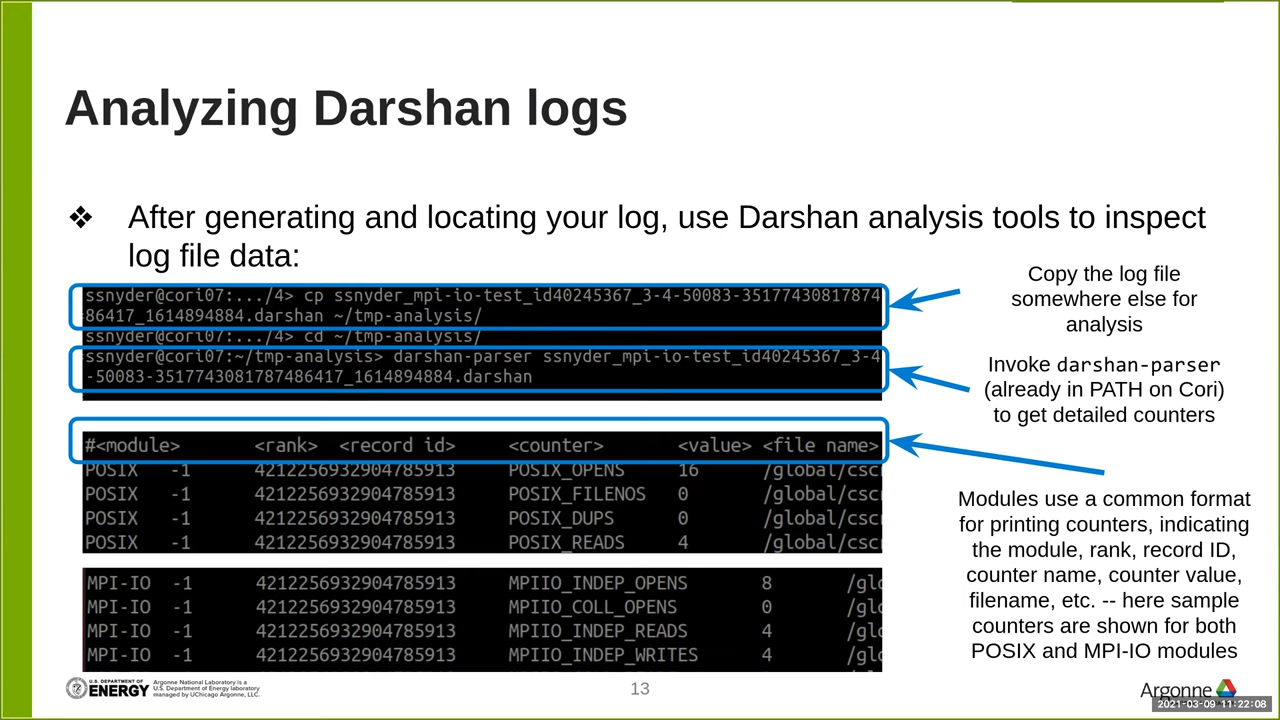 Analyzing Darshan logs
❖ After generating and locating your log, use Darshan analysis tools to inspect
log file data:
ssnyder@cori07:.../4> cp ssnyder_mpi-io-test_id40245367_3-4-50083-35177430817874
86417_1614894884.darshan ~/tmp-analysis/
ssnyder@cori07:.../4> cd ~/tmp-analysis/
ssnyder@cori07:~/tmp-analysis> darshan-parser ssnyder_mpi-io-test_id40245367_3-4
-50083-3517743081787486417_1614894884.darshan
Copy the log file
somewhere else for
analysis
Invoke darshan-parser
(already in PATH on Cori)
to get detailed counters
#<module> <rank> <record id> <counter> <value> <file name>
POSIX -1 4212256932904785913 POSIX_OPENS 16 /global/cscr
POSIX -1 4212256932904785913 POSIX_FILENOS 0 /global/cscr
POSIX -1 4212256932904785913 POSIX_DUPS 0 /global/cscr
POSIX -1 4212256932904785913 POSIX_READS 4 /global/cscr
MPI-IO -1 4212256932904785913 MPIIO_INDEP_OPENS 8 /glo
MPI-IO -1 4212256932904785913 MPIIO_COLL_OPENS 0 /glo
MPI-IO -1 4212256932904785913 MPIIO_INDEP_READS 4 /glo
MPI-IO -1 4212256932904785913 MPIIO_INDEP_WRITES 4 /glo
Modules use a common format
for printing counters, indicating
the module, rank, record ID,
counter name, counter value,
filename, etc. -- here sample
counters are shown for both
POSIX and MPI-IO modules
U.S. DEPARTMENT OF
ENERGY
Argonne National Laboratory is a
U.S. Department of Energy laboratory
managed by UChicago Argonne, LLC.
13
Argonne
2021-03-09 11:22:08